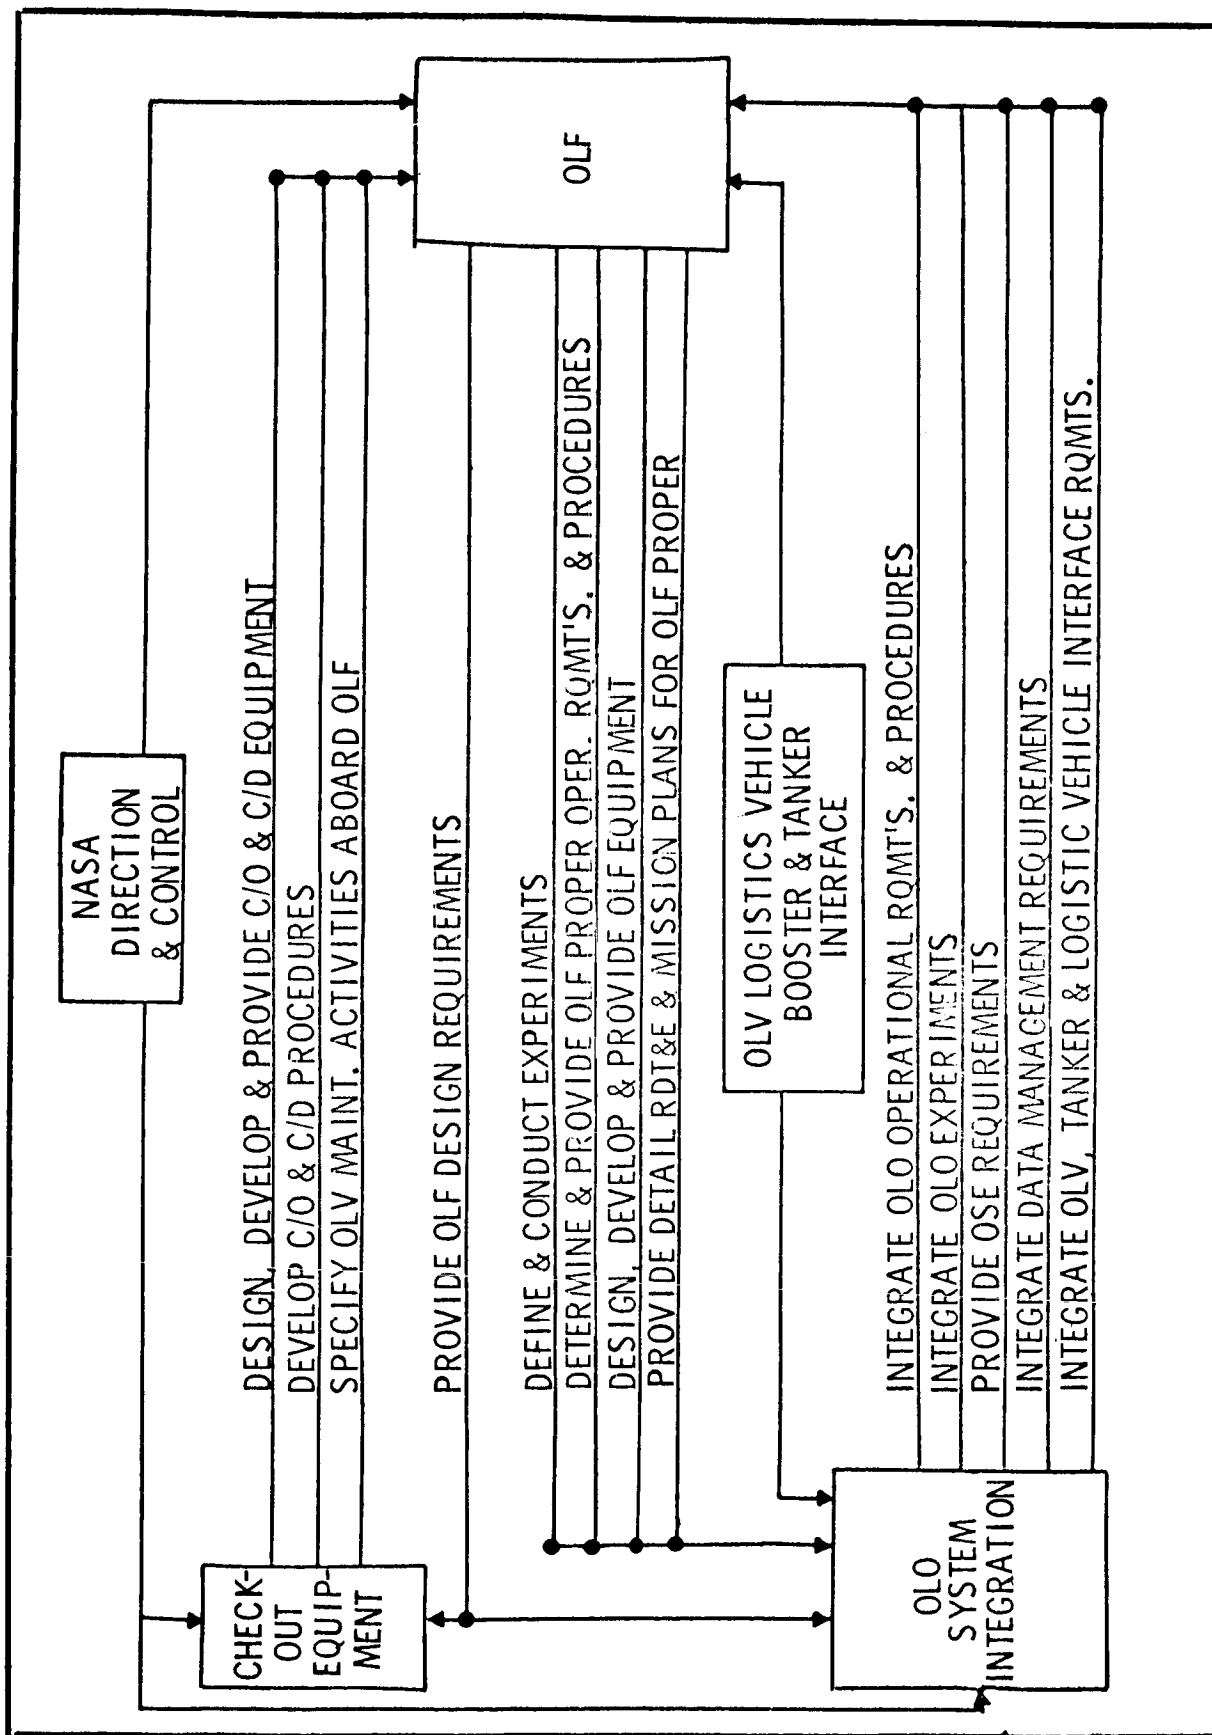 NASA
DIRECTION
& CONTROL
CHECK-
OUT
EQUIP-
MENT
DESIGN, DEVELOP & PROVIDE C/O & C/D EQUIPMENT
DEVELOP C/O & C/D PROCEDURES
SPECIFY OLV MAINT. ACTIVITIES ABOARD OLF
PROVIDE OLF DESIGN REQUIREMENTS
OLF
DEFINE & CONDUCT EXPERIMENTS
DETERMINE & PROVIDE OLF PROPER OPER. RQMT'S. & PROCEDURES
DESIGN, DEVELOP & PROVIDE OLF EQUIPMENT
PROVIDE DETAIL RDT&E & MISSION PLANS FOR OLF PROPER
OLV LOGISTICS VEHICLE
BOOSTER & TANKER
INTERFACE
OLO
SYSTEM
INTEGRATION
INTEGRATE OLO OPERATIONAL RQMT'S. & PROCEDURES
INTEGRATE OLO EXPERIMENTS
PROVIDE OSE REQUIREMENTS
INTEGRATE DATA MANAGEMENT REQUIREMENTS
INTEGRATE OLV, TANKER & LOGISTIC VEHICLE INTERFACE RQMTS.